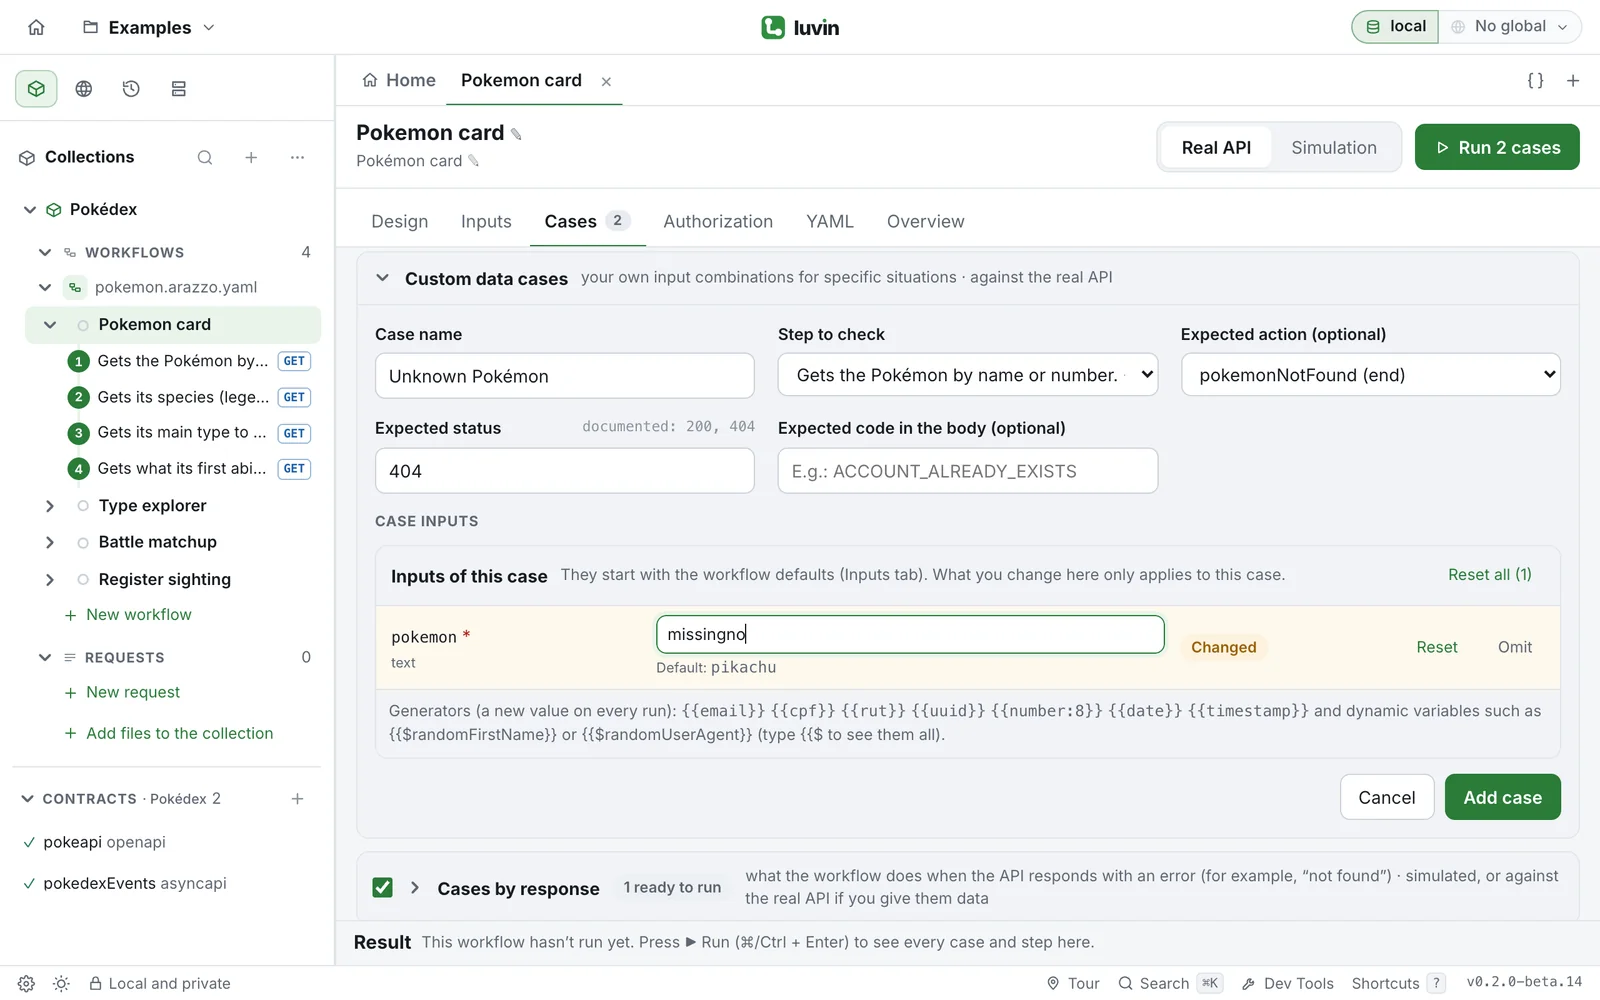 Examples
luvin
local
No global
Home
Pokemon card
{ }
Collections
Pokédex
WORKFLOWS 4
pokemon.arazzo.yaml
Pokemon card
1 Gets the Pokémon by... GET
2 Gets its species (lege... GET
3 Gets its main type to ... GET
4 Gets what its first abi... GET
Type explorer
Battle matchup
Register sighting
+ New workflow
REQUESTS 0
+ New request
+ Add files to the collection
CONTRACTS · Pokédex 2
pokeapi openapi
pokedexEvents asyncapi
Pokemon card
Pokémon card
Real API
Simulation
Run 2 cases
Design
Inputs
Cases 2
Authorization
YAML
Overview
Custom data cases your own input combinations for specific situations · against the real API
Case name
Unknown Pokémon
Step to check
Gets the Pokémon by name or number.
Expected action (optional)
pokemonNotFound (end)
Expected status documented: 200, 404
404
Expected code in the body (optional)
E.g.: ACCOUNT_ALREADY_EXISTS
CASE INPUTS
Inputs of this case They start with the workflow defaults (Inputs tab). What you change here only applies to this case. Reset all (1)
pokemon *
text
missingno
Default: pikachu
Changed
Reset
Omit
Generators (a new value on every run): {{email}} {{cpf}} {{rut}} {{uuid}} {{number:8}} {{date}} {{timestamp}} and dynamic variables such as
{{$randomFirstName}} or {{$randomUserAgent}} (type {{$ to see them all).
Cancel
Add case
Cases by response 1 ready to run
what the workflow does when the API responds with an error (for example, “not found”) · simulated, or against
the real API if you give them data
Result This workflow hasn’t run yet. Press ► Run (⌘/Ctrl + Enter) to see every case and step here.
Local and private
Tour
Search ⌘K
Dev Tools
Shortcuts ?
v0.2.0-beta.14